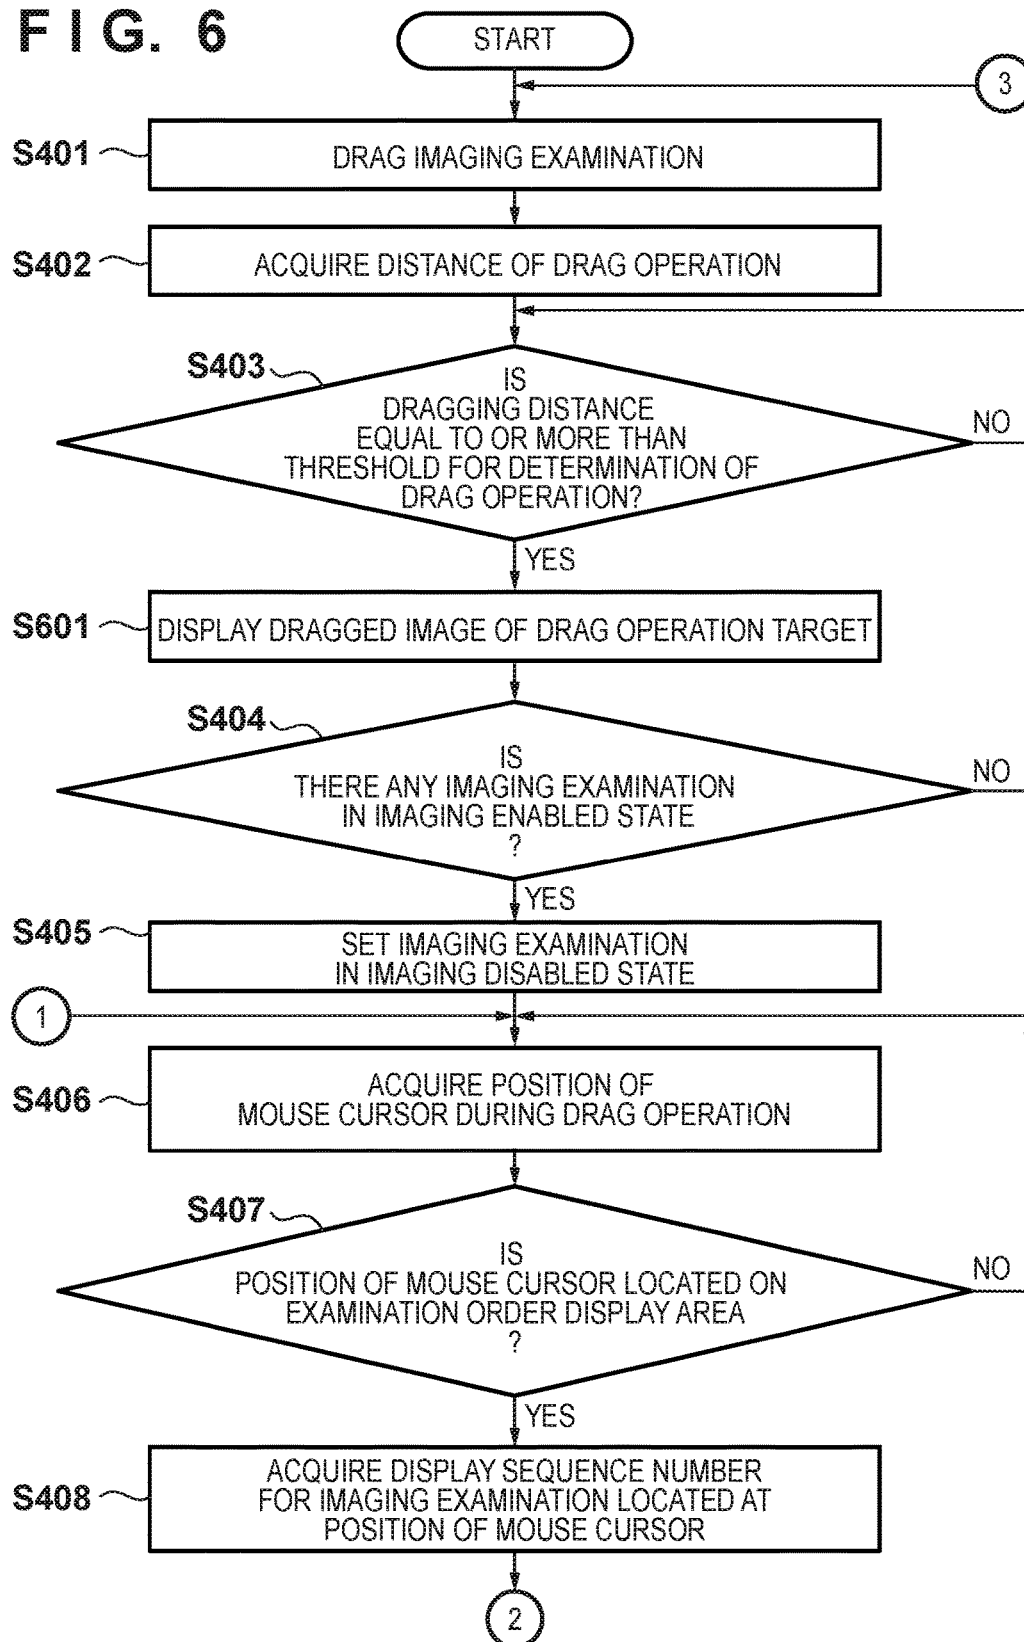 FIG. 6
START
3
S401
DRAG IMAGING EXAMINATION
S402
ACQUIRE DISTANCE OF DRAG OPERATION
S403
IS
DRAGGING DISTANCE
EQUAL TO OR MORE THAN
THRESHOLD FOR DETERMINATION OF
DRAG OPERATION?
NO
YES
S601
DISPLAY DRAGGED IMAGE OF DRAG OPERATION TARGET
S404
IS
THERE ANY IMAGING EXAMINATION
IN IMAGING ENABLED STATE
?
NO
YES
S405
SET IMAGING EXAMINATION
IN IMAGING DISABLED STATE
1
S406
ACQUIRE POSITION OF
MOUSE CURSOR DURING DRAG OPERATION
S407
IS
POSITION OF MOUSE CURSOR LOCATED ON
EXAMINATION ORDER DISPLAY AREA
?
NO
YES
S408
ACQUIRE DISPLAY SEQUENCE NUMBER
FOR IMAGING EXAMINATION LOCATED AT
POSITION OF MOUSE CURSOR
2